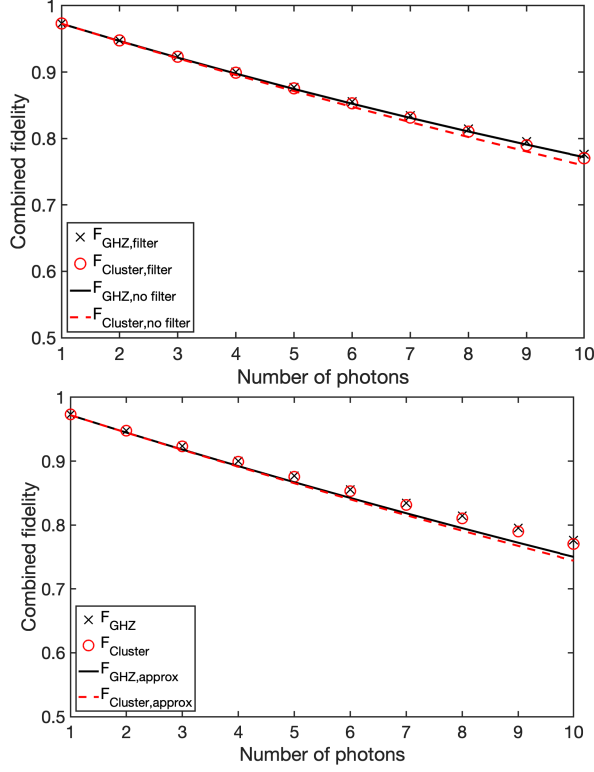 1
0.9
0.8
0.7
0.6
0.5
Combined fidelity
F_GHZ,filter
F_Cluster,filter
F_GHZ,no filter
F_Cluster,no filter
1 2 3 4 5 6 7 8 9 10
Number of photons
1
0.9
0.8
0.7
0.6
0.5
Combined fidelity
F_GHZ
F_Cluster
F_GHZ,approx
F_Cluster,approx
1 2 3 4 5 6 7 8 9 10
Number of photons